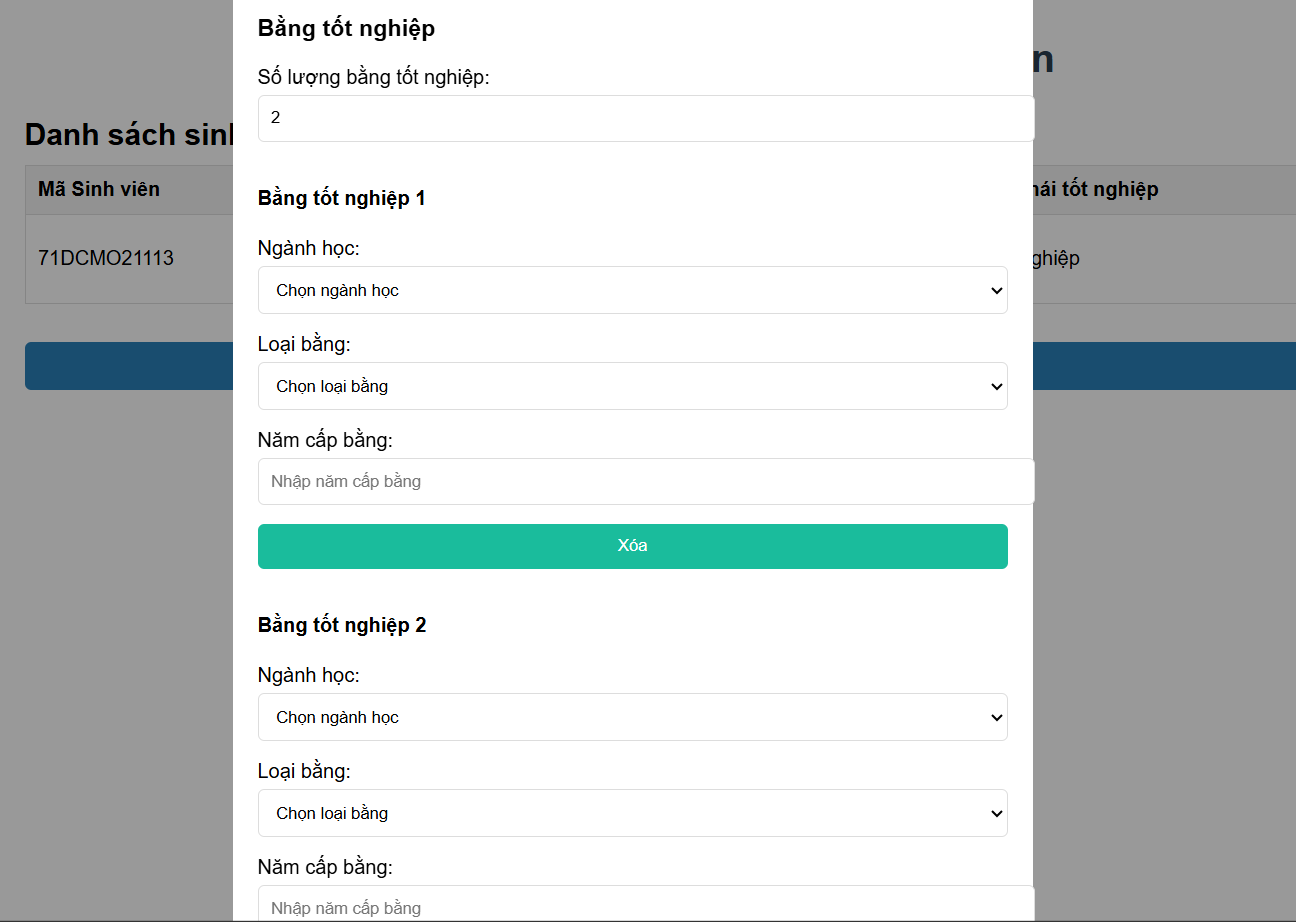 Bằng tốt nghiệp
n
Số lượng bằng tốt nghiệp:
2
Danh sách sinh
Mã Sinh viên
hái tốt nghiệp
Bằng tốt nghiệp 1
Ngành học:
71DCMO21113
ghiệp
Chọn ngành học
Loại bằng:
Chọn loại bằng
Năm cấp bằng:
Nhập năm cấp bằng
Xóa
Bằng tốt nghiệp 2
Ngành học:
Chọn ngành học
Loại bằng:
Chọn loại bằng
Năm cấp bằng:
Nhập năm cấp bằng